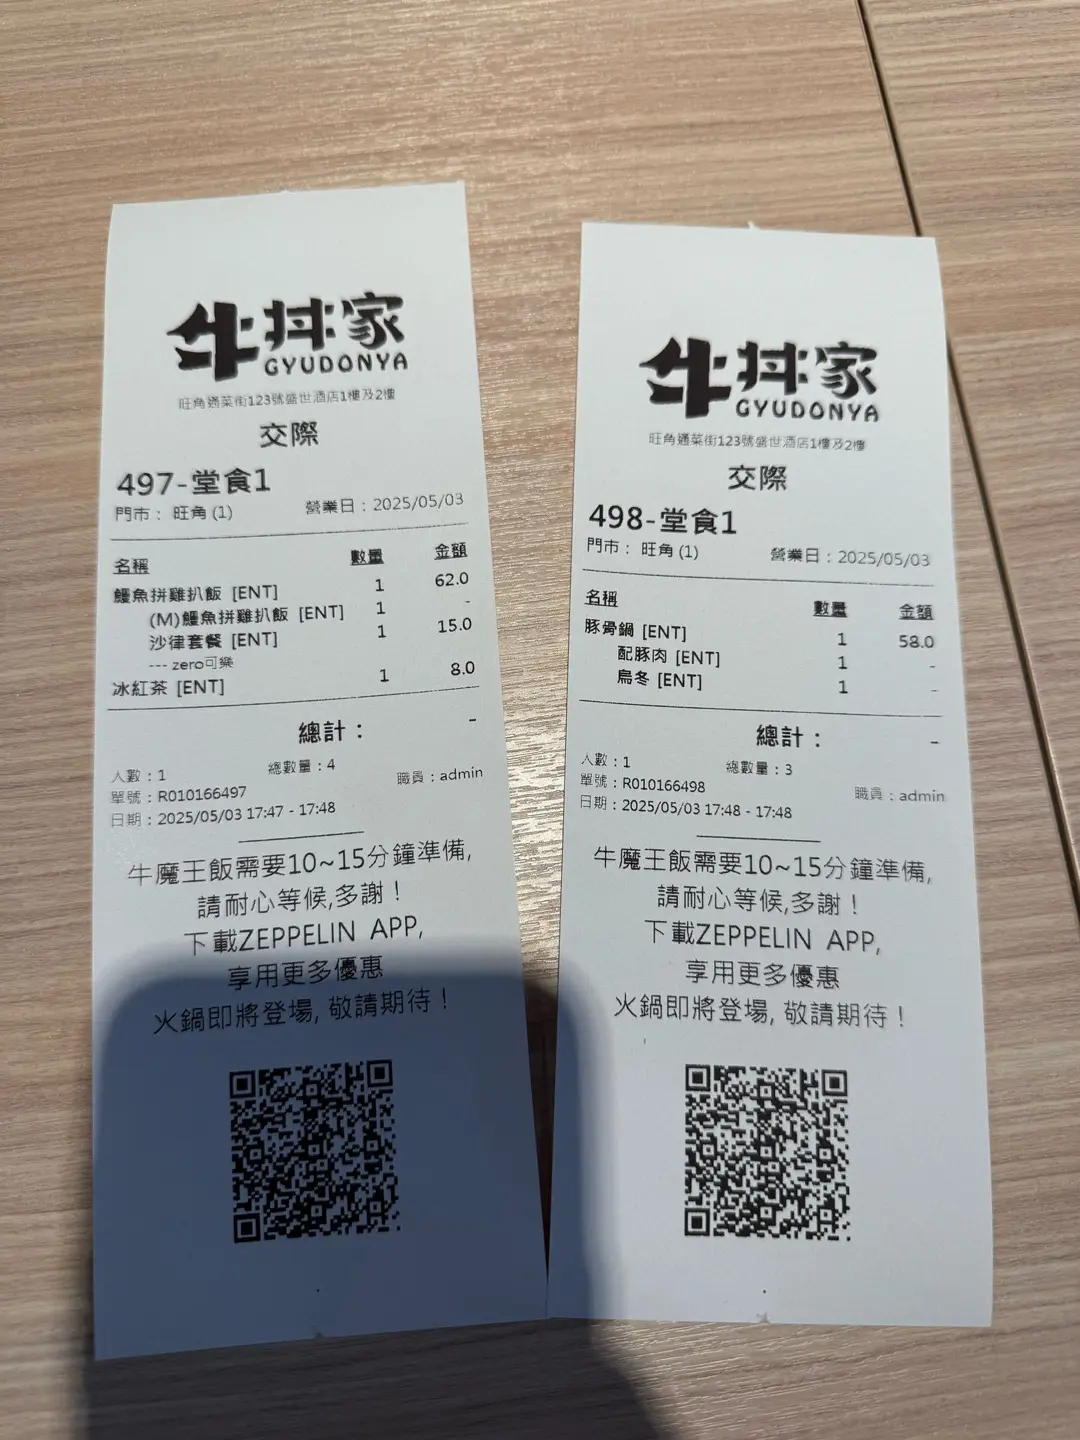 牛丼家
GYUDONYA
旺角通菜街123號盛世酒店1樓及2樓
交際
497-堂食1
門市： 旺角 (1) 營業日：2025/05/03
名稱 數量 金額
鰻魚拼雞扒飯 [ENT] 1 62.0
(M)鰻魚拼雞扒飯 [ENT] 1 -
沙律套餐 [ENT] 1 15.0
--- zero可樂
冰紅茶 [ENT] 1 8.0
總計： -
人數：1 總數量：4
單號：R010166497 職員：admin
日期：2025/05/03 17:47 - 17:48
牛魔王飯需要10~15分鐘準備,
請耐心等候,多謝！
下載ZEPPELIN APP,
享用更多優惠
火鍋即將登場, 敬請期待！
牛丼家
GYUDONYA
旺角通菜街123號盛世酒店1樓及2樓
交際
498-堂食1
門市： 旺角 (1) 營業日：2025/05/03
名稱 數量 金額
豚骨鍋 [ENT] 1 58.0
配豚肉 [ENT] 1 -
烏冬 [ENT] 1 -
總計： -
人數：1 總數量：3
單號：R010166498 職員：admin
日期：2025/05/03 17:48 - 17:48
牛魔王飯需要10~15分鐘準備,
請耐心等候,多謝！
下載ZEPPELIN APP,
享用更多優惠
火鍋即將登場, 敬請期待！